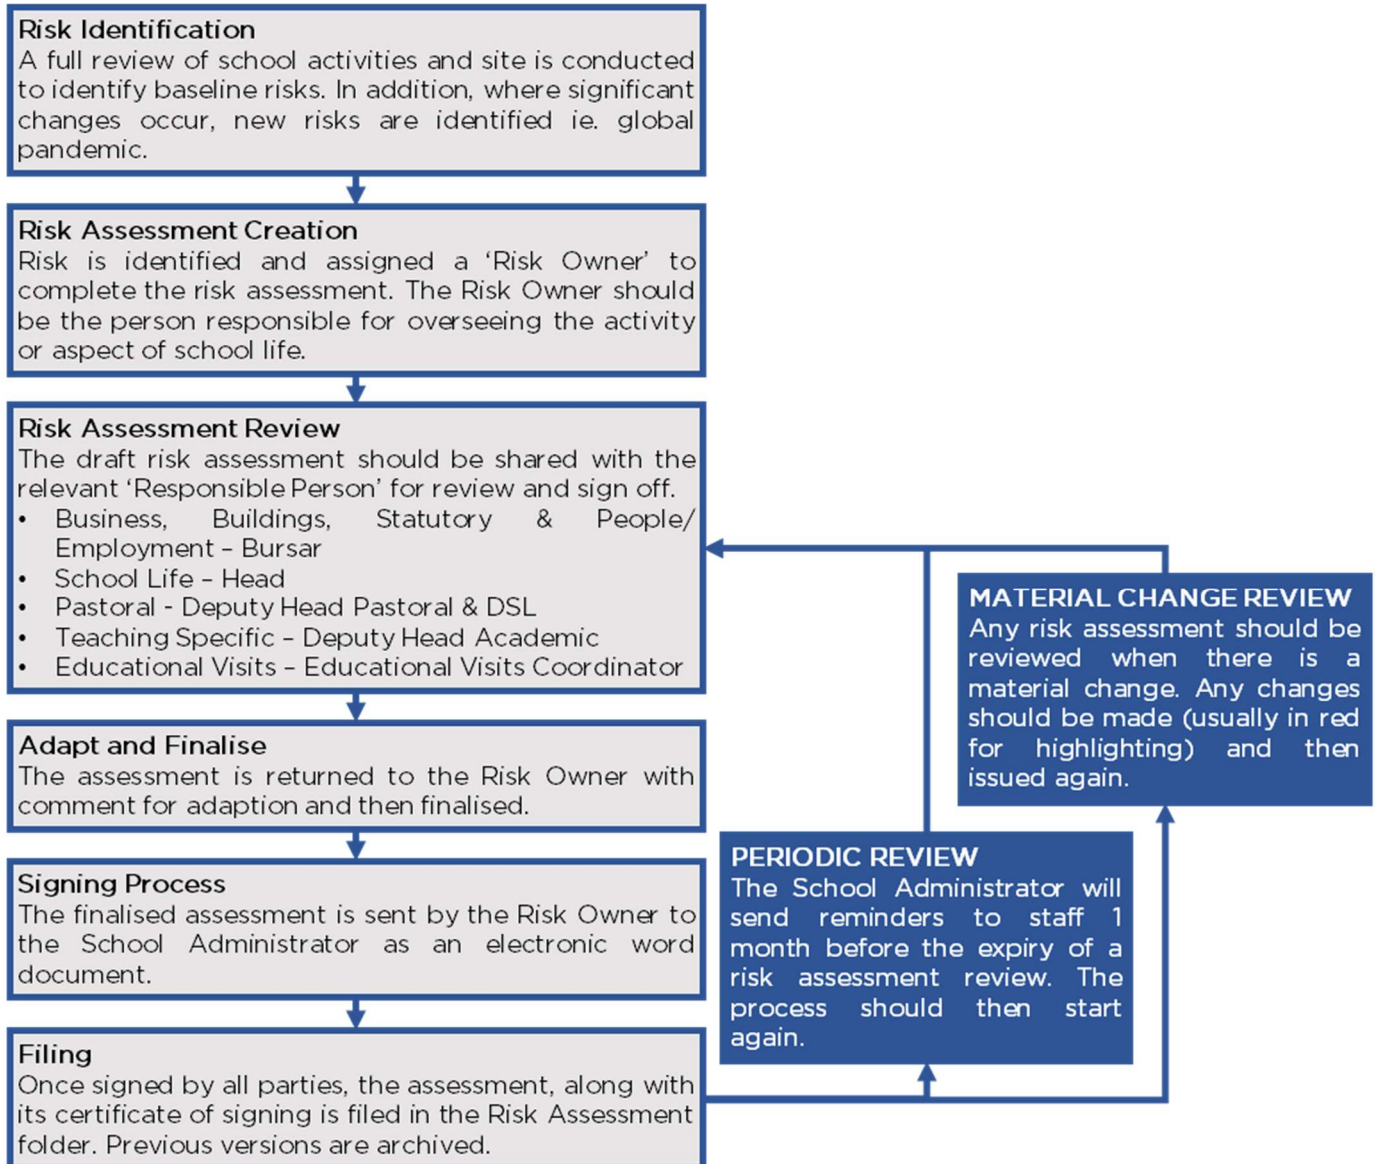 Risk Identification
A full review of school activities and site is conducted
to identify baseline risks. In addition, where significant
changes occur, new risks are identified ie. global
pandemic.
Risk Assessment Creation
Risk is identified and assigned a ‘Risk Owner’ to
complete the risk assessment. The Risk Owner should
be the person responsible for overseeing the activity
or aspect of school life.
Risk Assessment Review
The draft risk assessment should be shared with the
relevant ‘Responsible Person’ for review and sign off.
• Business, Buildings, Statutory & People/
Employment – Bursar
• School Life – Head
• Pastoral - Deputy Head Pastoral & DSL
• Teaching Specific – Deputy Head Academic
• Educational Visits – Educational Visits Coordinator
Adapt and Finalise
The assessment is returned to the Risk Owner with
comment for adaption and then finalised.
Signing Process
The finalised assessment is sent by the Risk Owner to
the School Administrator as an electronic word
document.
Filing
Once signed by all parties, the assessment, along with
its certificate of signing is filed in the Risk Assessment
folder. Previous versions are archived.
PERIODIC REVIEW
The School Administrator will
send reminders to staff 1
month before the expiry of a
risk assessment review. The
process should then start
again.
MATERIAL CHANGE REVIEW
Any risk assessment should be
reviewed when there is a
material change. Any changes
should be made (usually in red
for highlighting) and then
issued again.